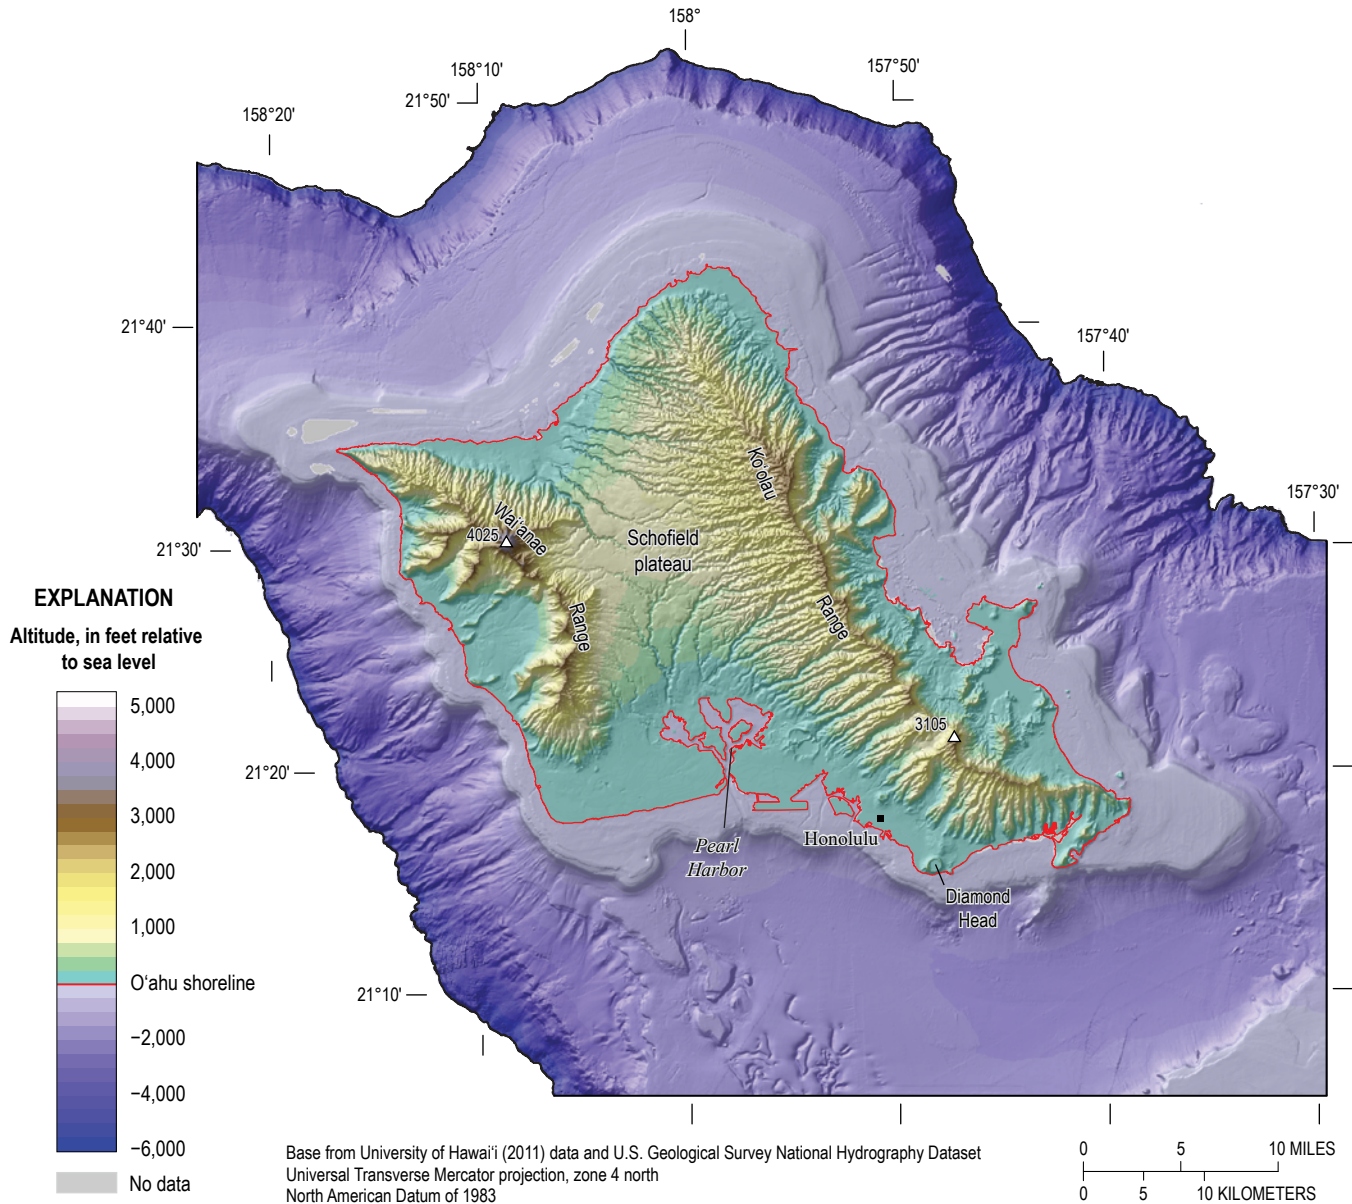 158°
157°50'
158°10'
21°50'
158°20'
21°40'
157°40'
Ko‘olau
157°30'
Wai‘anae
4025
Schofield
plateau
21°30'
EXPLANATION
Altitude, in feet relative
to sea level
Range
Range
5,000
3105
4,000
21°20'
3,000
Honolulu
Pearl
Harbor
2,000
Diamond
Head
1,000
O‘ahu shoreline
21°10'
−2,000
−4,000
−6,000
No data
Base from University of Hawai‘i (2011) data and U.S. Geological Survey National Hydrography Dataset
Universal Transverse Mercator projection, zone 4 north
North American Datum of 1983
0 5 10 MILES
0 5 10 KILOMETERS